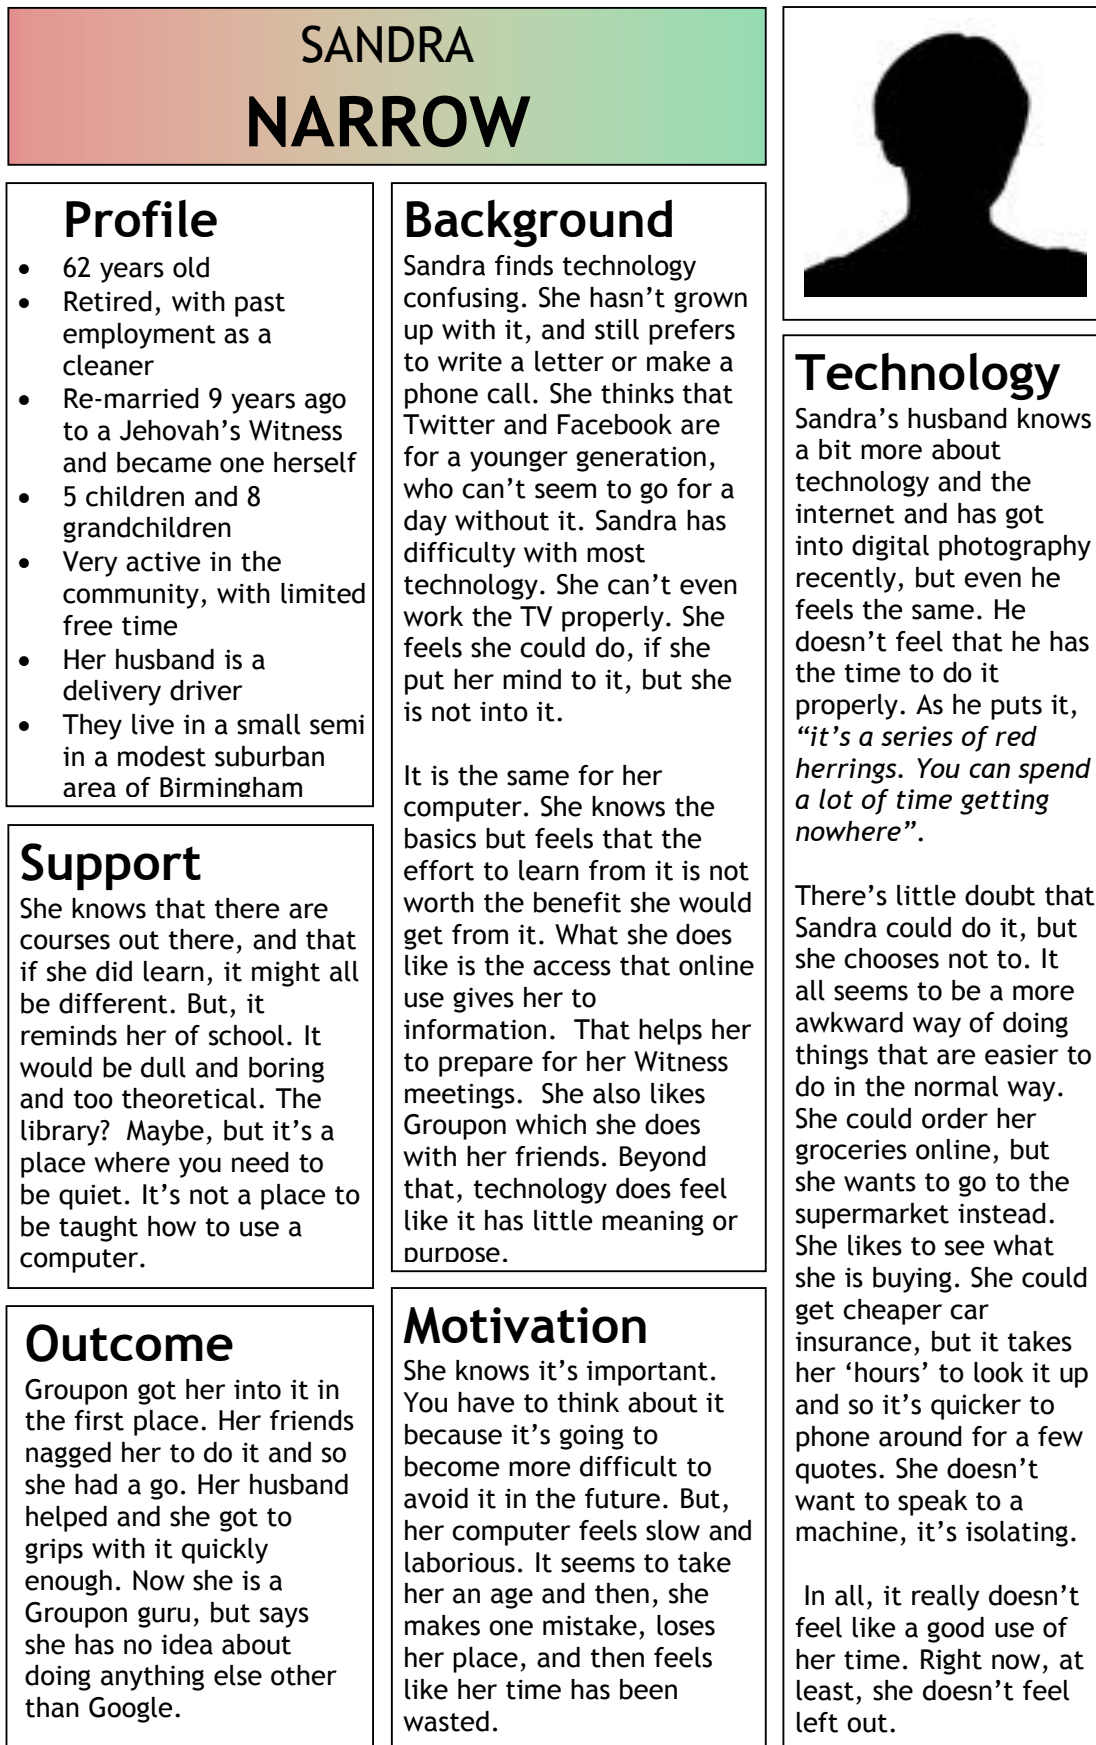 SANDRA
NARROW
Profile
• 62 years old
• Retired, with past
employment as a
cleaner
• Re-married 9 years ago
to a Jehovah’s Witness
and became one herself
• 5 children and 8
grandchildren
• Very active in the
community, with limited
free time
• Her husband is a
delivery driver
• They live in a small semi
in a modest suburban
area of Birmingham
Support
She knows that there are
courses out there, and that
if she did learn, it might all
be different. But, it
reminds her of school. It
would be dull and boring
and too theoretical. The
library?  Maybe, but it’s a
place where you need to
be quiet. It’s not a place to
be taught how to use a
computer.
Outcome
Groupon got her into it in
the first place. Her friends
nagged her to do it and so
she had a go. Her husband
helped and she got to
grips with it quickly
enough. Now she is a
Groupon guru, but says
she has no idea about
doing anything else other
than Google.
Background
Sandra finds technology
confusing. She hasn’t grown
up with it, and still prefers
to write a letter or make a
phone call. She thinks that
Twitter and Facebook are
for a younger generation,
who can’t seem to go for a
day without it. Sandra has
difficulty with most
technology. She can’t even
work the TV properly. She
feels she could do, if she
put her mind to it, but she
is not into it.
It is the same for her
computer. She knows the
basics but feels that the
effort to learn from it is not
worth the benefit she would
get from it. What she does
like is the access that online
use gives her to
information.  That helps her
to prepare for her Witness
meetings.  She also likes
Groupon which she does
with her friends. Beyond
that, technology does feel
like it has little meaning or
purpose.
Motivation
She knows it’s important.
You have to think about it
because it’s going to
become more difficult to
avoid it in the future. But,
her computer feels slow and
laborious. It seems to take
her an age and then, she
makes one mistake, loses
her place, and then feels
like her time has been
wasted.
Technology
Sandra’s husband knows
a bit more about
technology and the
internet and has got
into digital photography
recently, but even he
feels the same. He
doesn’t feel that he has
the time to do it
properly. As he puts it,
“it’s a series of red
herrings. You can spend
a lot of time getting
nowhere”.
There’s little doubt that
Sandra could do it, but
she chooses not to. It
all seems to be a more
awkward way of doing
things that are easier to
do in the normal way.
She could order her
groceries online, but
she wants to go to the
supermarket instead.
She likes to see what
she is buying. She could
get cheaper car
insurance, but it takes
her ‘hours’ to look it up
and so it’s quicker to
phone around for a few
quotes. She doesn’t
want to speak to a
machine, it’s isolating.
In all, it really doesn’t
feel like a good use of
her time. Right now, at
least, she doesn’t feel
left out.